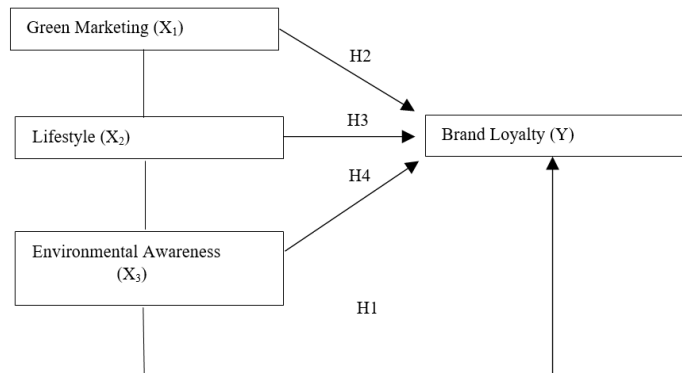 Green Marketing (X₁)
H2
H3
Lifestyle (X₂)
Brand Loyalty (Y)
H4
Environmental Awareness
(X₃)
H1